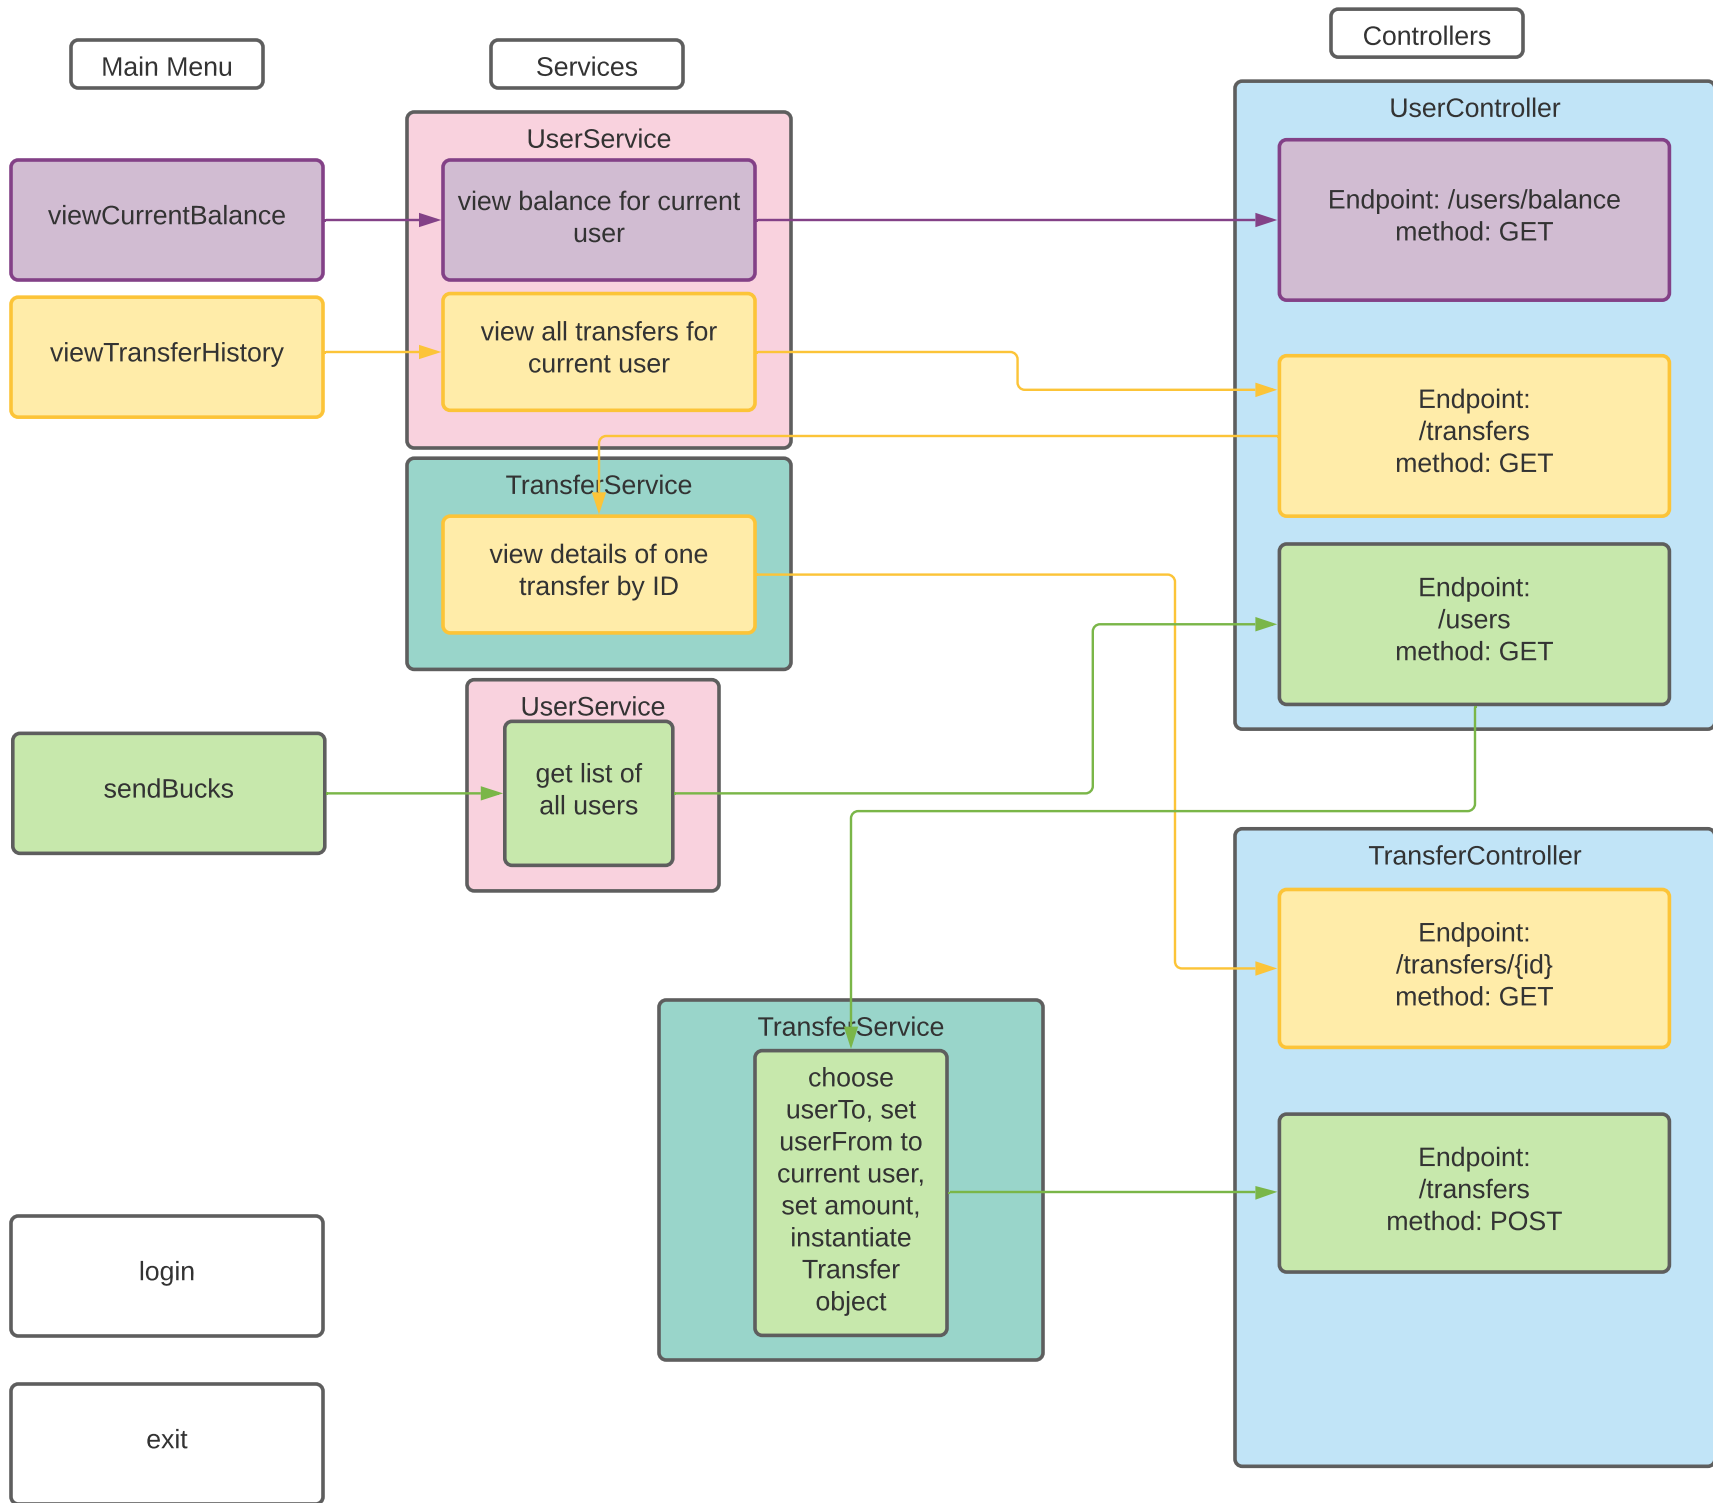 Main Menu
Services
Controllers
viewCurrentBalance
viewTransferHistory
sendBucks
login
exit
UserService
view balance for current
user
view all transfers for
current user
TransferService
view details of one
transfer by ID
UserService
get list of
all users
TransferService
choose
userTo, set
userFrom to
current user,
set amount,
instantiate
Transfer
object
UserController
Endpoint: /users/balance
method: GET
Endpoint:
/transfers
method: GET
Endpoint:
/users
method: GET
TransferController
Endpoint:
/transfers/{id}
method: GET
Endpoint:
/transfers
method: POST